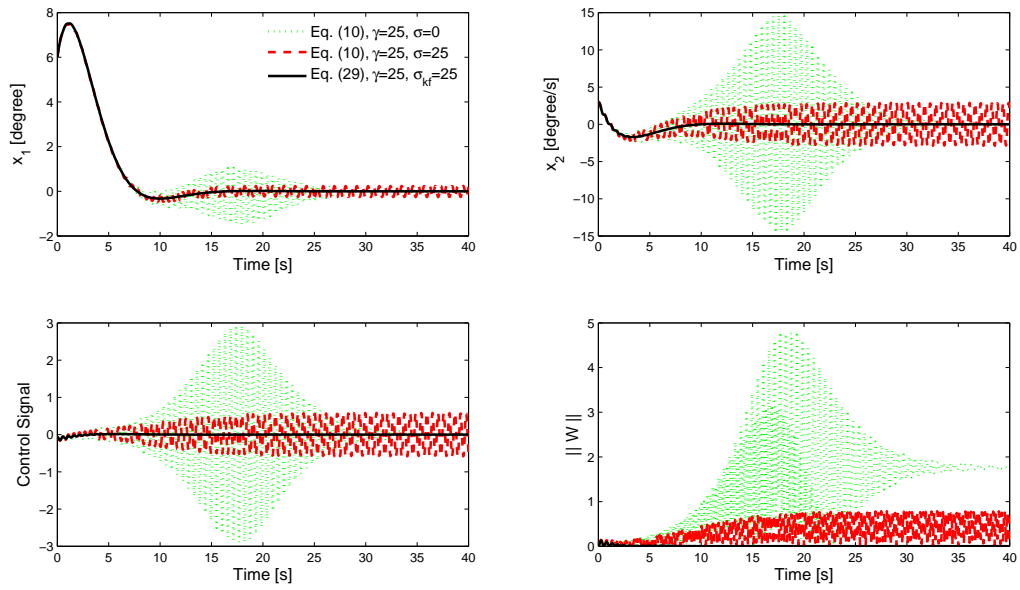 8
6
4
2
0
−2
0 5 10 15 20 25 30 35 40
x1 [degree]
Time [s]
Eq. (10), γ=25, σ=0
Eq. (10), γ=25, σ=25
Eq. (29), γ=25, σkf=25
15
10
5
0
−5
−10
−15
0 5 10 15 20 25 30 35 40
x2 [degree/s]
Time [s]
3
2
1
0
−1
−2
−3
0 5 10 15 20 25 30 35 40
Control Signal
Time [s]
5
4
3
2
1
0
0 5 10 15 20 25 30 35 40
|| W ||
Time [s]